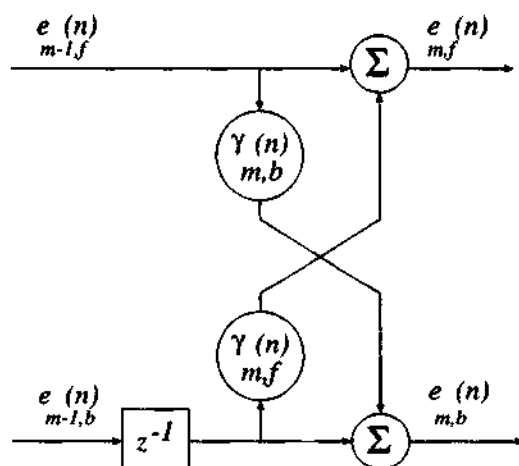 e (n) e (n)
m-1,f m,f
Σ
γ (n)
m,b
γ (n)
m,f
e (n) e (n)
m-1,b m,b
z⁻¹ Σ